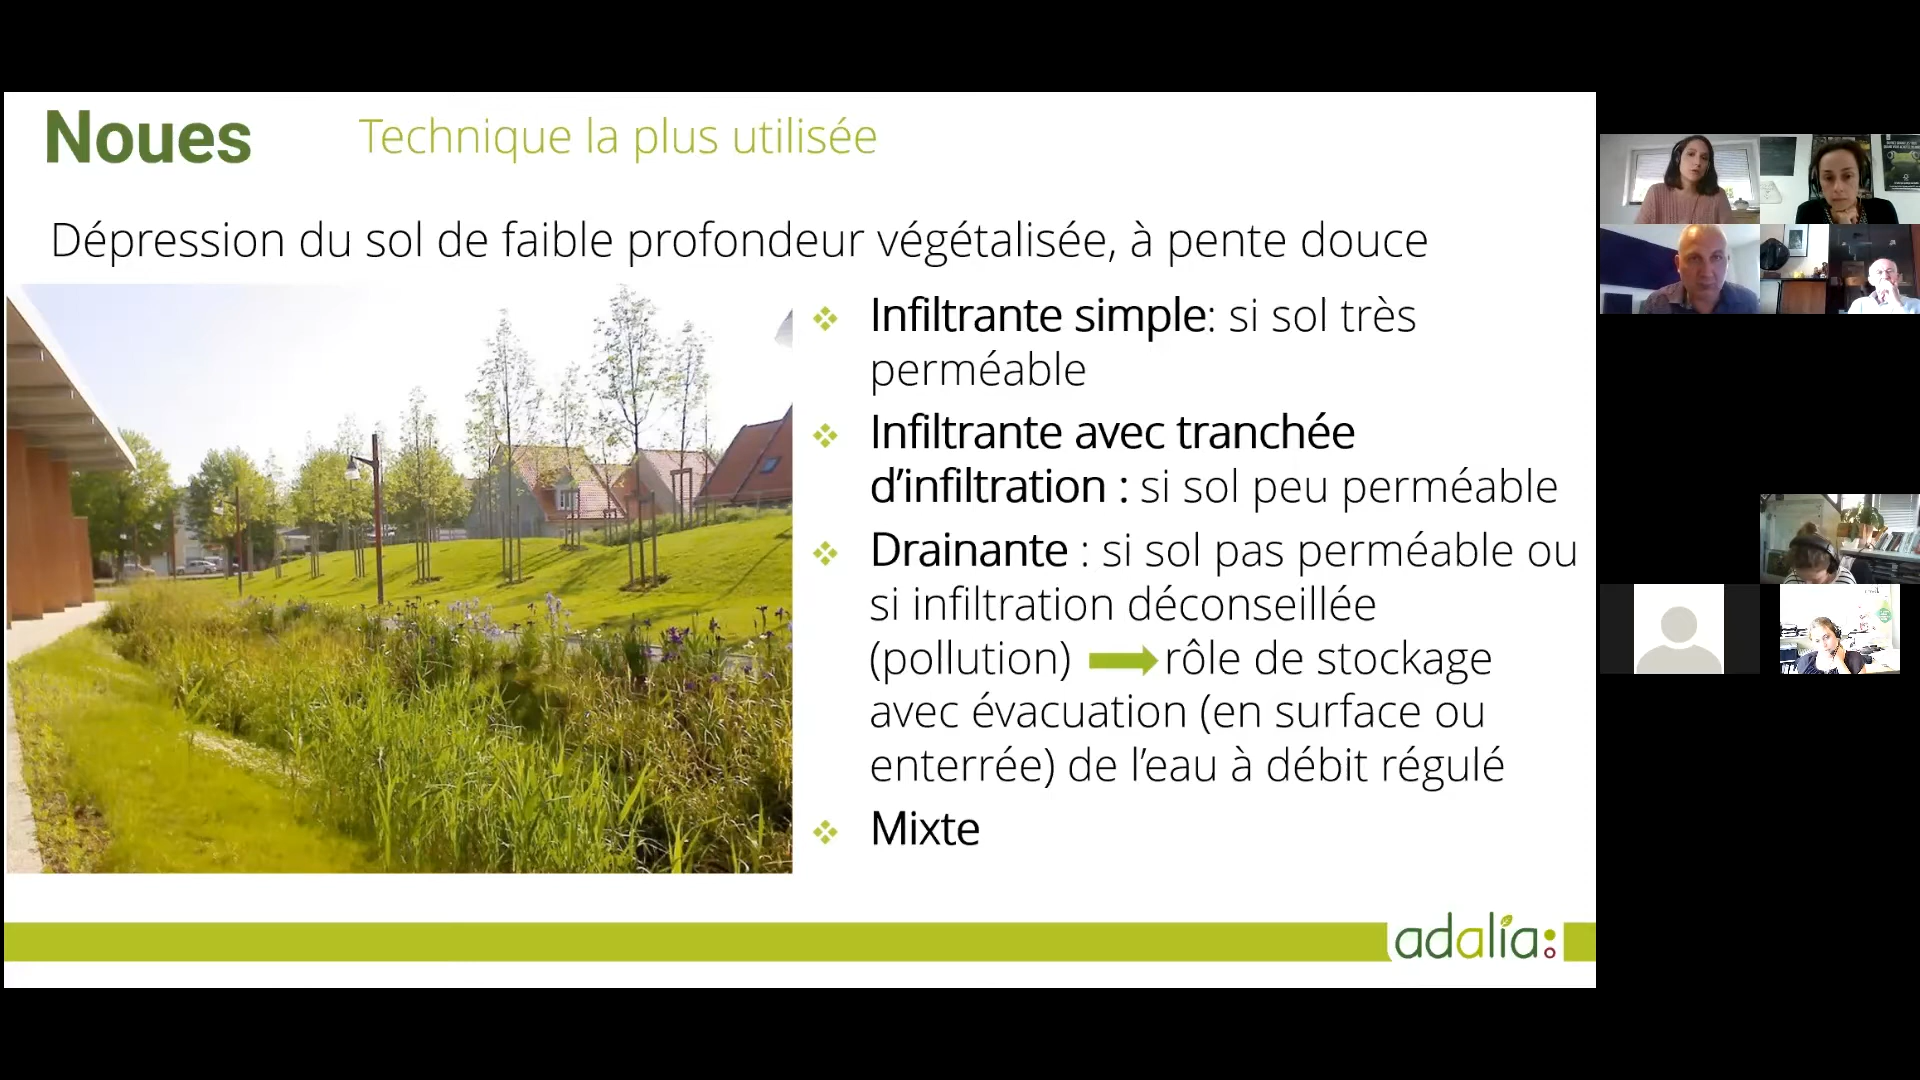 Noues
Technique la plus utilisée
Dépression du sol de faible profondeur végétalisée, à pente douce
❖ Infiltrante simple: si sol très
perméable
❖ Infiltrante avec tranchée
d’infiltration : si sol peu perméable
❖ Drainante : si sol pas perméable ou
si infiltration déconseillée
(pollution) ➡ rôle de stockage
avec évacuation (en surface ou
enterrée) de l’eau à débit régulé
❖ Mixte
adalia